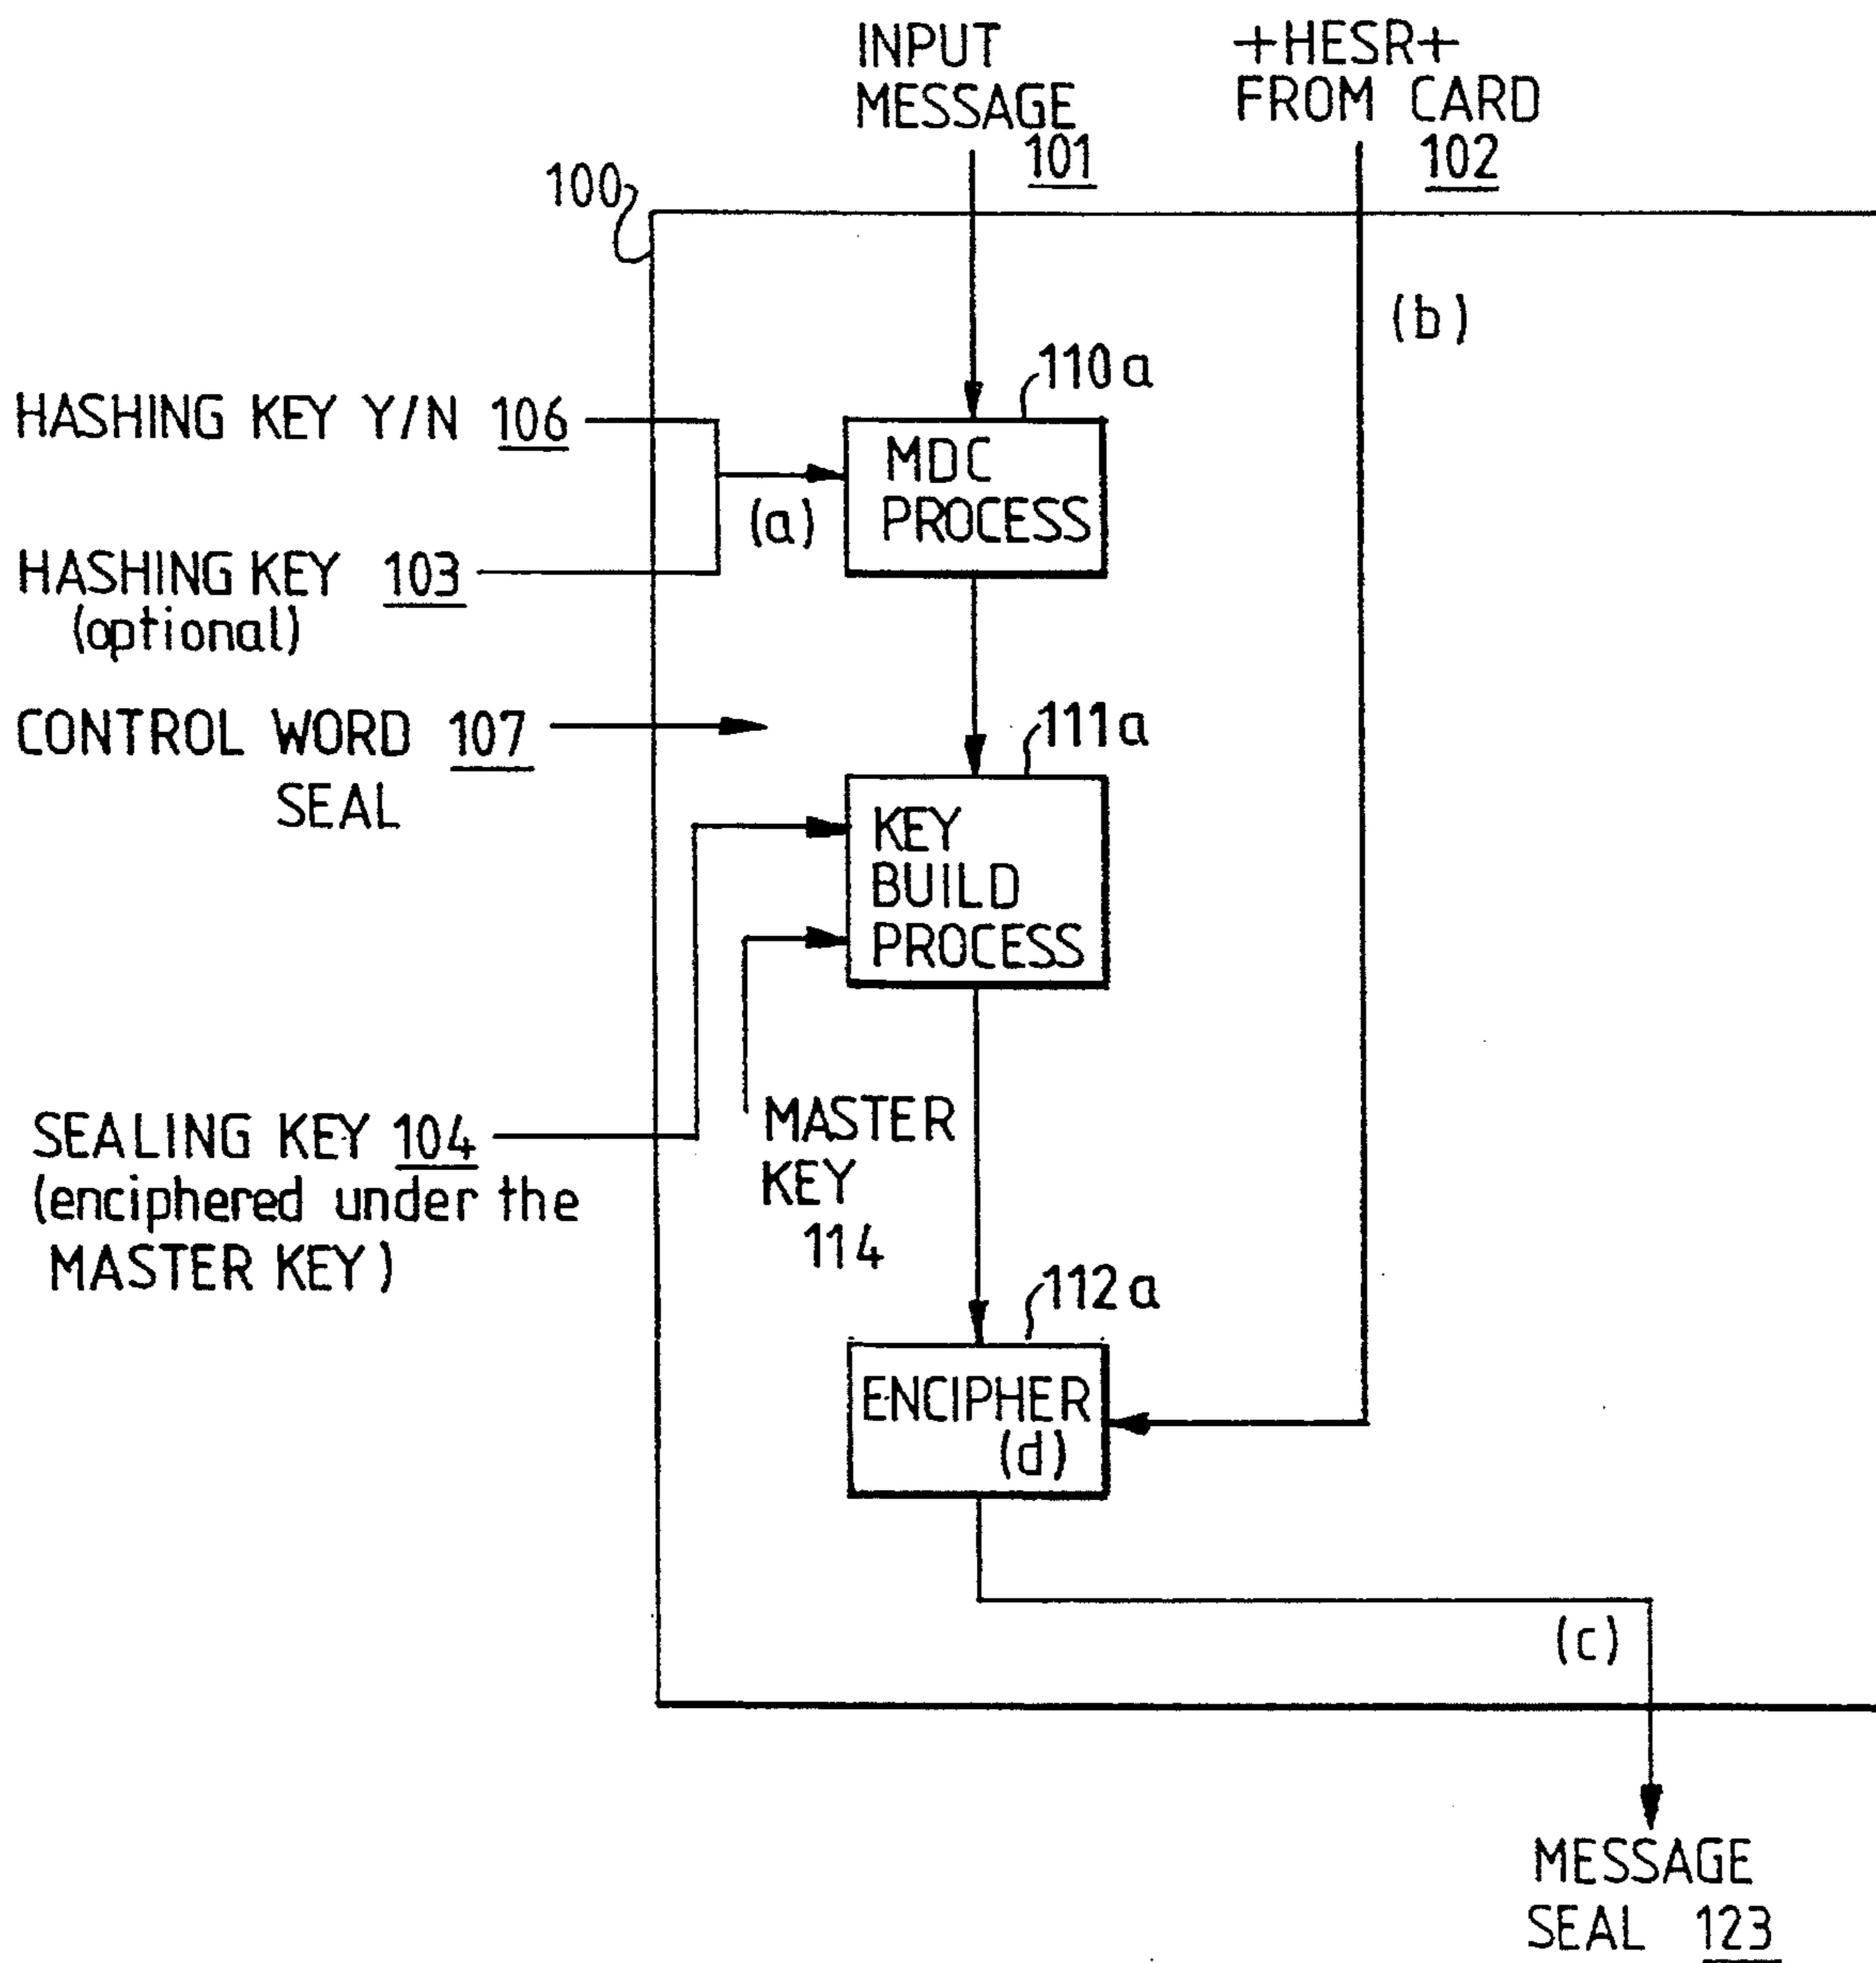 INPUT
MESSAGE
101
+HESR+
FROM CARD
102
100
(b)
110a
HASHING KEY Y/N 106
MDC
PROCESS
(a)
HASHING KEY 103
(optional)
CONTROL WORD 107
SEAL
111a
KEY
BUILD
PROCESS
SEALING KEY 104
(enciphered under the
MASTER KEY)
MASTER
KEY
114
112a
ENCIPHER
(d)
(c)
MESSAGE
SEAL 123